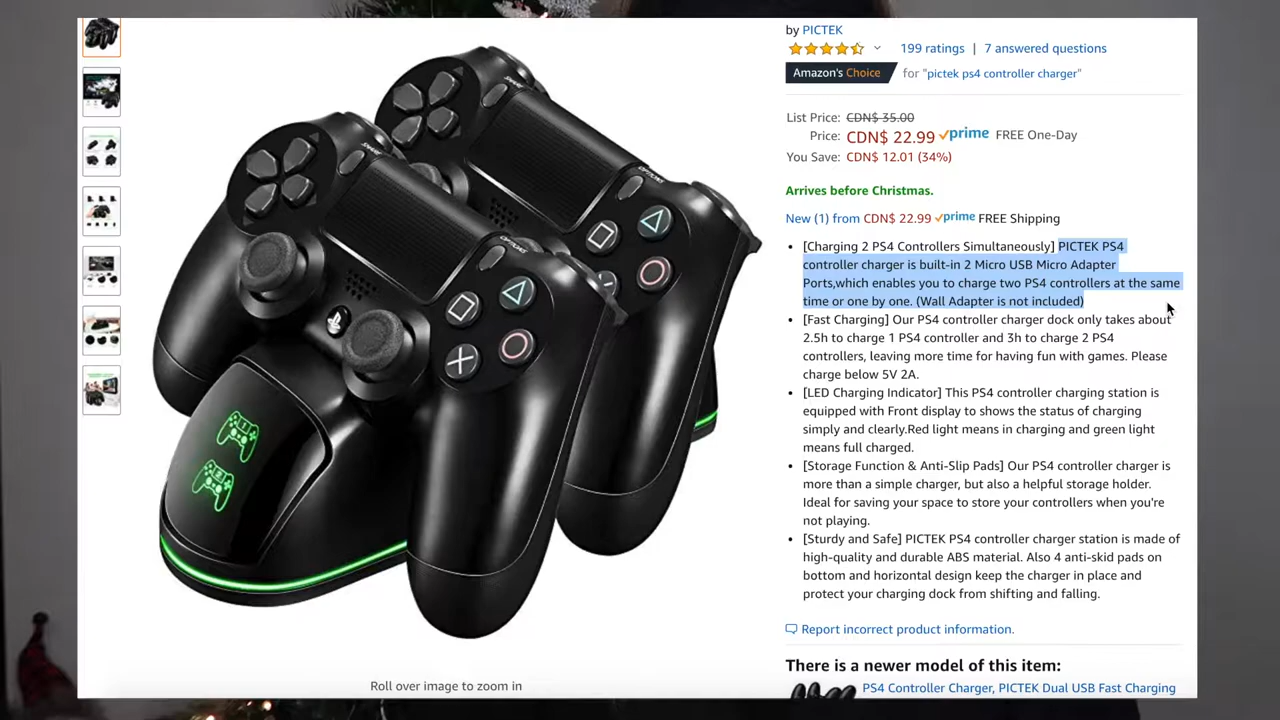 by PICTEK
199 ratings | 7 answered questions
Amazon's Choice for "pictek ps4 controller charger"
List Price: CDN$ 35.00
Price: CDN$ 22.99 prime FREE One-Day
You Save: CDN$ 12.01 (34%)
Arrives before Christmas.
New (1) from CDN$ 22.99 prime FREE Shipping
[Charging 2 PS4 Controllers Simultaneously] PICTEK PS4
controller charger is built-in 2 Micro USB Micro Adapter
Ports,which enables you to charge two PS4 controllers at the same
time or one by one. (Wall Adapter is not included)
[Fast Charging] Our PS4 controller charger dock only takes about
2.5h to charge 1 PS4 controller and 3h to charge 2 PS4
controllers, leaving more time for having fun with games. Please
charge below 5V 2A.
[LED Charging Indicator] This PS4 controller charging station is
equipped with Front display to shows the status of charging
simply and clearly.Red light means in charging and green light
means full charged.
[Storage Function & Anti-Slip Pads] Our PS4 controller charger is
more than a simple charger, but also a helpful storage holder.
Ideal for saving your space to store your controllers when you're
not playing.
[Sturdy and Safe] PICTEK PS4 controller charger station is made of
high-quality and durable ABS material. Also 4 anti-skid pads on
bottom and horizontal design keep the charger in place and
protect your charging dock from shifting and falling.
Report incorrect product information.
There is a newer model of this item:
PS4 Controller Charger, PICTEK Dual USB Fast Charging
SHARE
OPTIONS
SHARE
OPTIONS
1
2
Roll over image to zoom in